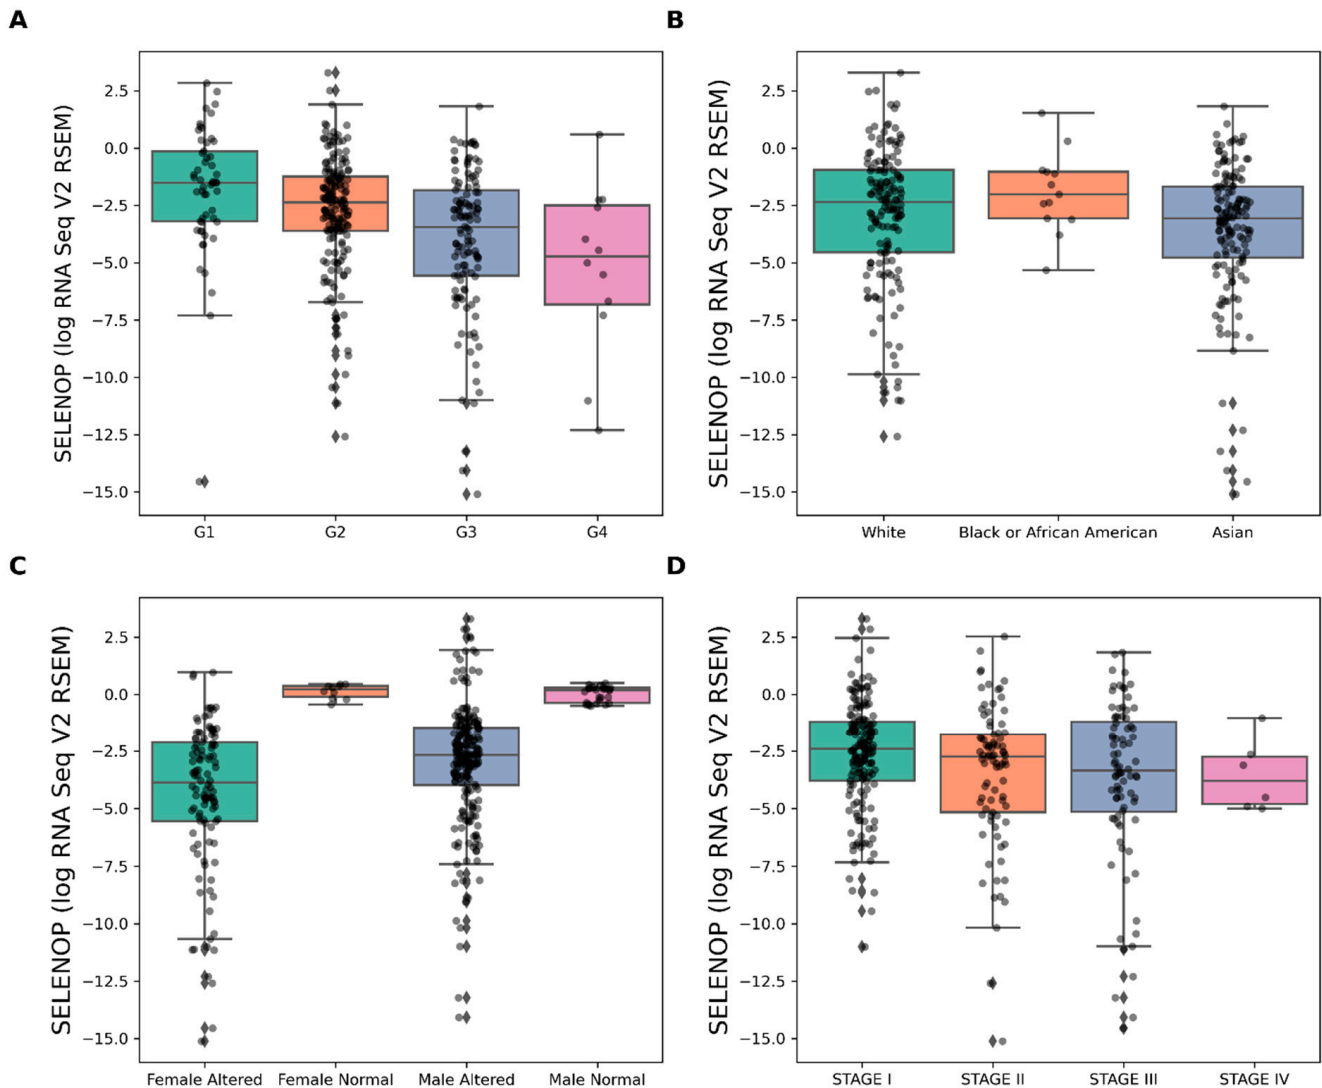 A
SELENOP (log RNA Seq V2 RSEM)
2.5
0.0
−2.5
−5.0
−7.5
−10.0
−12.5
−15.0
G1 G2 G3 G4
B
SELENOP (log RNA Seq V2 RSEM)
2.5
0.0
−2.5
−5.0
−7.5
−10.0
−12.5
−15.0
White Black or African American Asian
C
SELENOP (log RNA Seq V2 RSEM)
2.5
0.0
−2.5
−5.0
−7.5
−10.0
−12.5
−15.0
Female Altered Female Normal Male Altered Male Normal
D
SELENOP (log RNA Seq V2 RSEM)
2.5
0.0
−2.5
−5.0
−7.5
−10.0
−12.5
−15.0
STAGE I STAGE II STAGE III STAGE IV